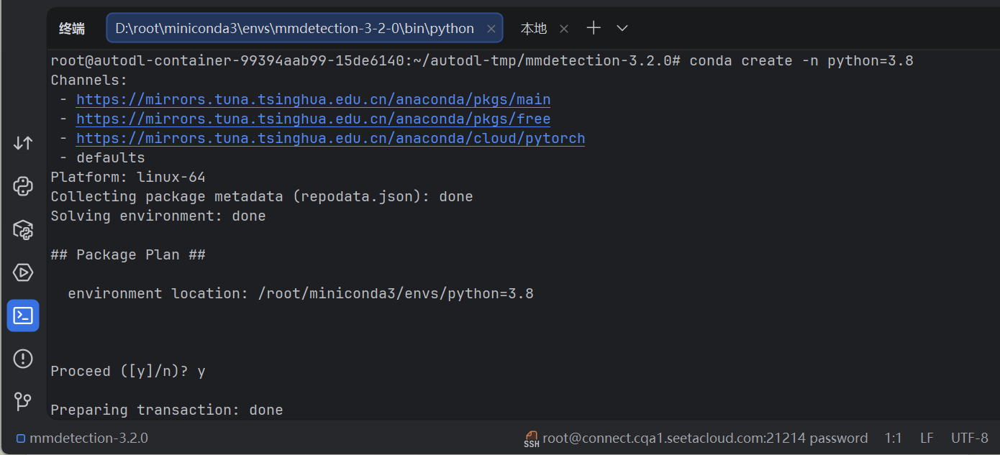 终端 D:\root\miniconda3\envs\mmdetection-3-2-0\bin\python × 本地 × +
root@autodl-container-99394aab99-15de6140:~/autodl-tmp/mmdetection-3.2.0# conda create -n python=3.8
Channels:
- https://mirrors.tuna.tsinghua.edu.cn/anaconda/pkgs/main
- https://mirrors.tuna.tsinghua.edu.cn/anaconda/pkgs/free
- https://mirrors.tuna.tsinghua.edu.cn/anaconda/cloud/pytorch
- defaults
Platform: linux-64
Collecting package metadata (repodata.json): done
Solving environment: done
## Package Plan ##
environment location: /root/miniconda3/envs/python=3.8
Proceed ([y]/n)? y
Preparing transaction: done
mmdetection-3.2.0 SSH root@connect.cqa1.seetacloud.com:21214 password 1:1 LF UTF-8